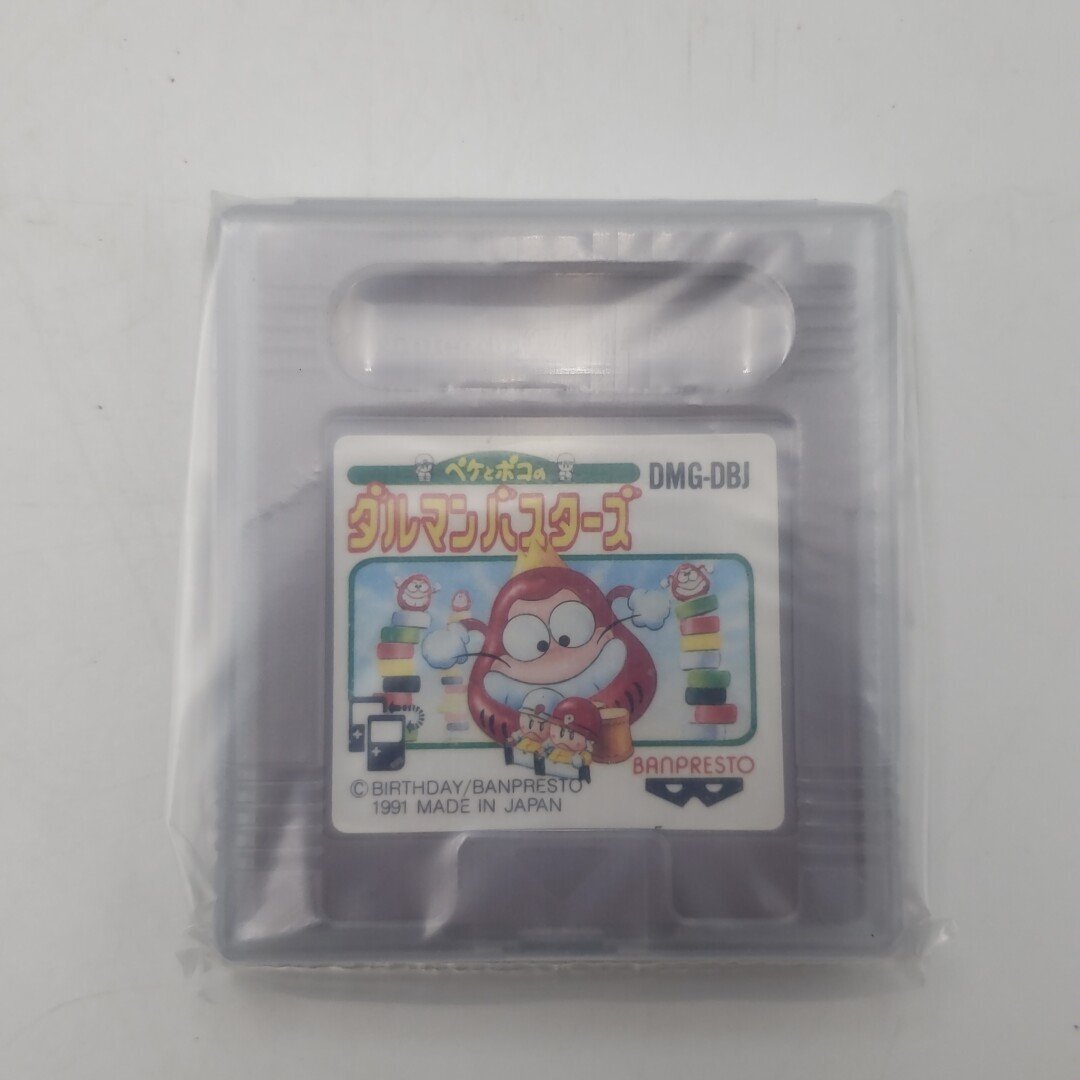 ペケとポコの
DMG-DBJ
ダルマンバスターズ
BANPRESTO
©BIRTHDAY/BANPRESTO
1991 MADE IN JAPAN